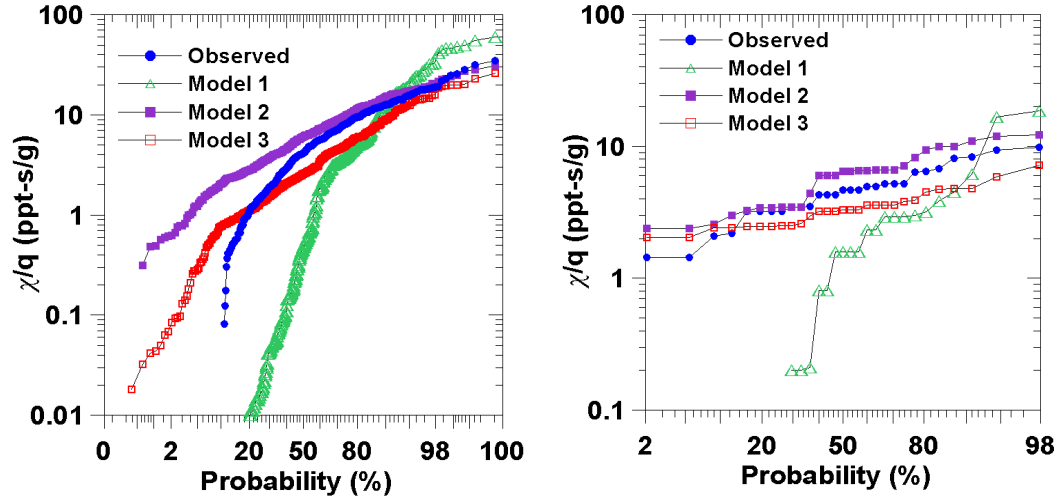 100
10
1
0.1
0.01
χ/q (ppt-s/g)
Observed
Model 1
Model 2
Model 3
0 2 20 50 80 98 100
Probability (%)
100
10
1
0.1
χ/q (ppt-s/g)
Observed
Model 1
Model 2
Model 3
2 20 50 80 98
Probability (%)